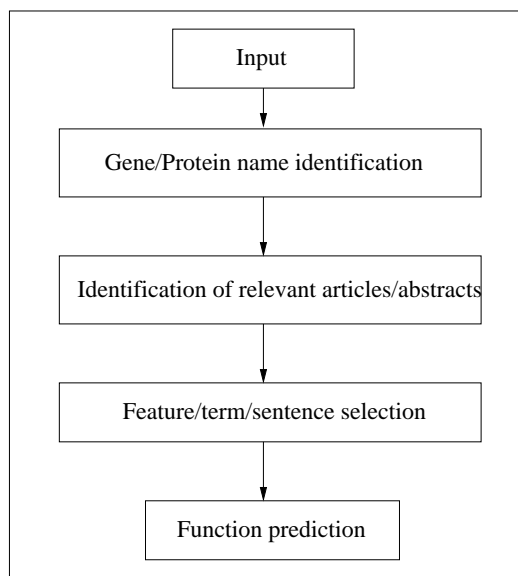 Input
Gene/Protein name identification
Identification of relevant articles/abstracts
Feature/term/sentence selection
Function prediction